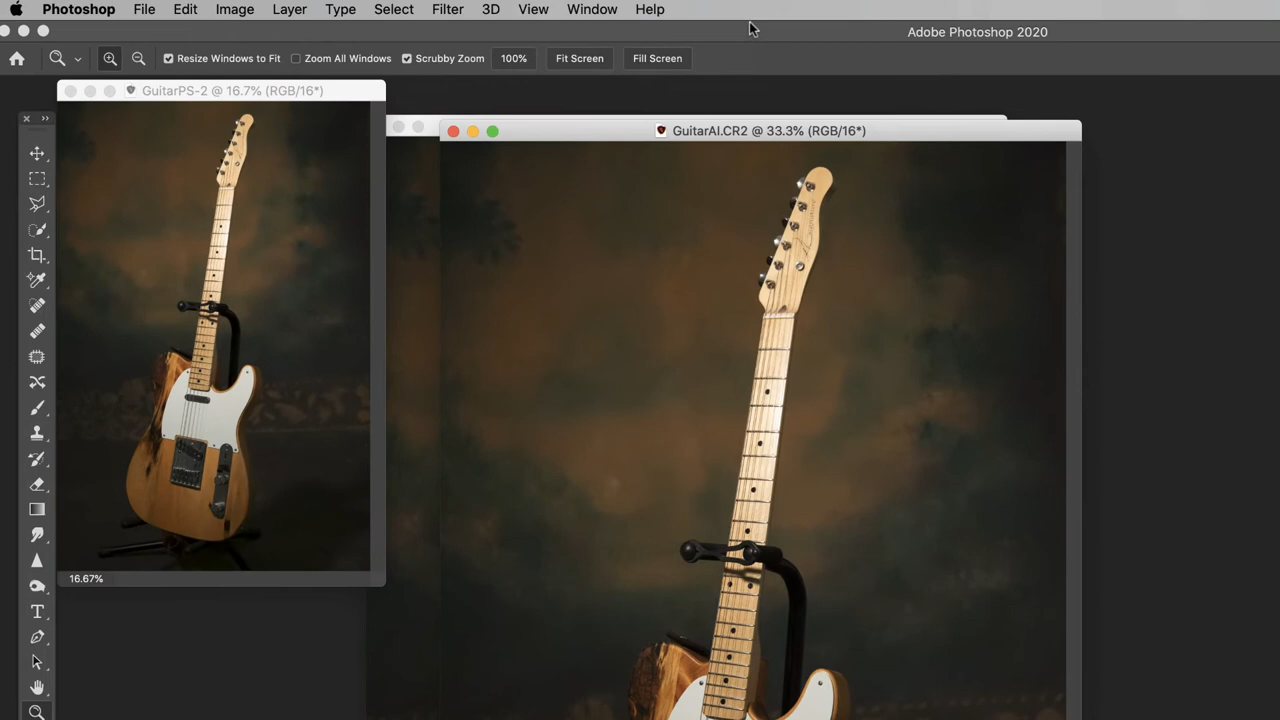 Photoshop File Edit Image Layer Type Select Filter 3D View Window Help
Adobe Photoshop 2020
Resize Windows to Fit Zoom All Windows Scrubby Zoom 100% Fit Screen Fill Screen
GuitarPS-2 @ 16.7% (RGB/16*)
GuitarAI.CR2 @ 33.3% (RGB/16*)
16.67%